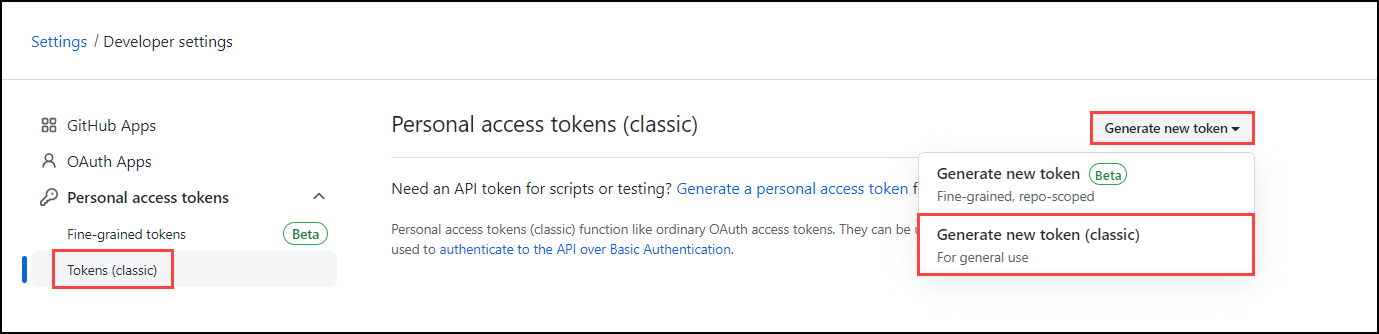 Settings / Developer settings
GitHub Apps
OAuth Apps
Personal access tokens
Fine-grained tokens Beta
Tokens (classic)
Personal access tokens (classic)
Generate new token
Need an API token for scripts or testing? Generate a personal access token
Personal access tokens (classic) function like ordinary OAuth access tokens. They can be
used to authenticate to the API over Basic Authentication.
Generate new token Beta
Fine-grained, repo-scoped
Generate new token (classic)
For general use